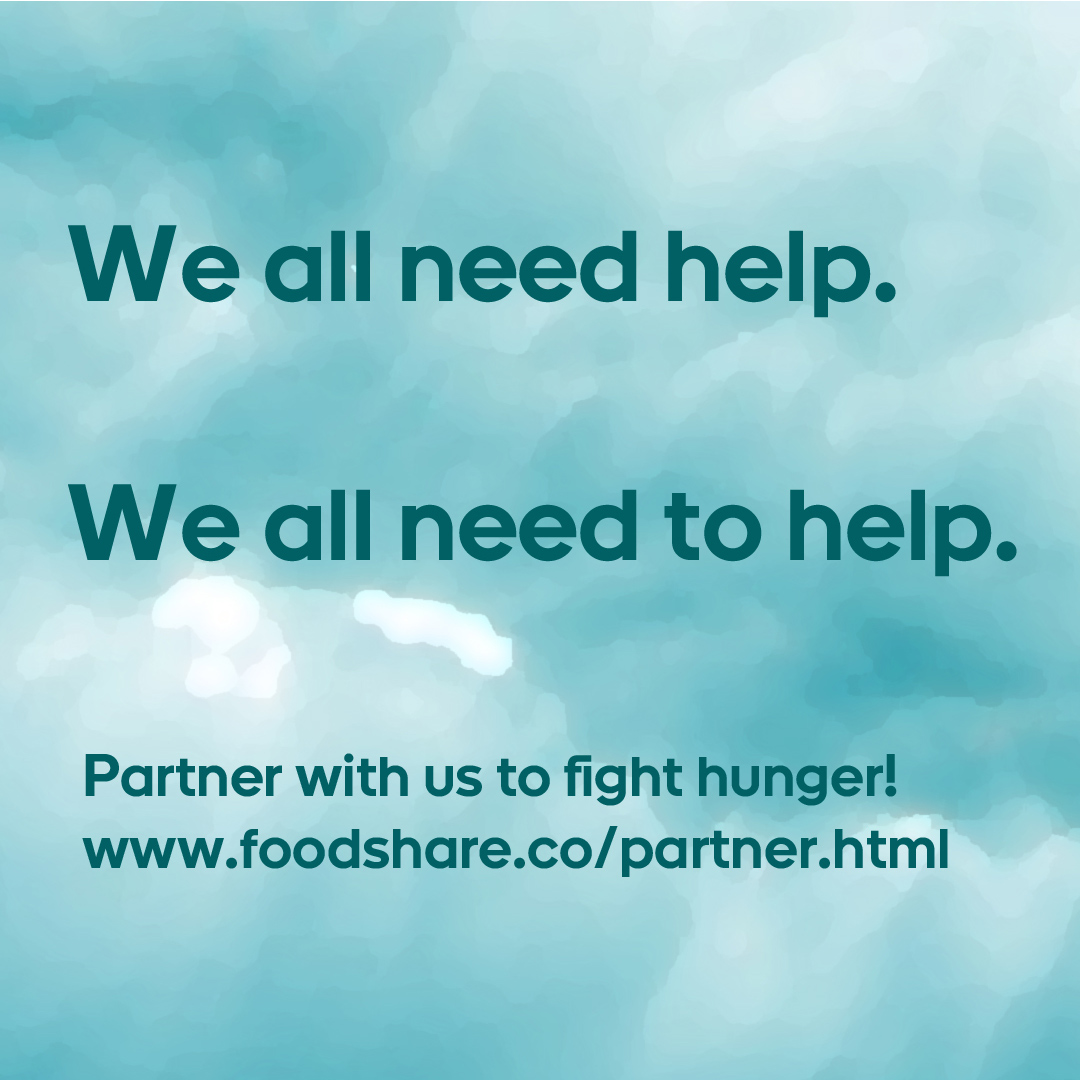 We all need help.
We all need to help.
Partner with us to fight hunger!
www.foodshare.co/partner.html